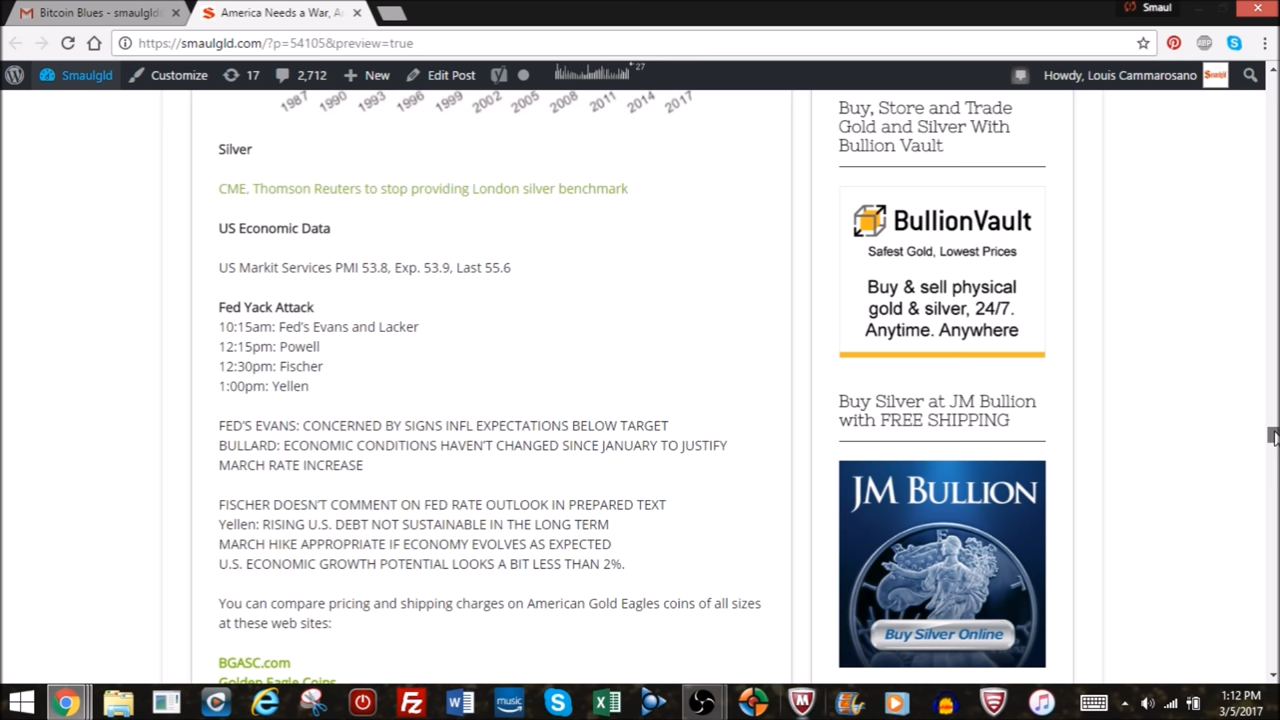 Bitcoin Blues - smaulgld
America Needs a War, A
Smaul
https://smaulgld.com/?p=54105&preview=true
ABP
Smaulgld
Customize
17
2,712
New
Edit Post
27
Howdy, Louis Cammarosano
Smaulgld
1987 1990 1993 1996 1999 2002 2005 2008 2011 2014 2017
Silver
CME, Thomson Reuters to stop providing London silver benchmark
US Economic Data
US Markit Services PMI 53.8, Exp. 53.9, Last 55.6
Fed Yack Attack
10:15am: Fed's Evans and Lacker
12:15pm: Powell
12:30pm: Fischer
1:00pm: Yellen
FED'S EVANS: CONCERNED BY SIGNS INFL EXPECTATIONS BELOW TARGET
BULLARD: ECONOMIC CONDITIONS HAVEN'T CHANGED SINCE JANUARY TO JUSTIFY
MARCH RATE INCREASE
FISCHER DOESN'T COMMENT ON FED RATE OUTLOOK IN PREPARED TEXT
Yellen: RISING U.S. DEBT NOT SUSTAINABLE IN THE LONG TERM
MARCH HIKE APPROPRIATE IF ECONOMY EVOLVES AS EXPECTED
U.S. ECONOMIC GROWTH POTENTIAL LOOKS A BIT LESS THAN 2%.
You can compare pricing and shipping charges on American Gold Eagles coins of all sizes
at these web sites:
BGASC.com
Golden Eagle Coins
Buy, Store and Trade
Gold and Silver With
Bullion Vault
BullionVault
Safest Gold, Lowest Prices
Buy & sell physical
gold & silver, 24/7.
Anytime. Anywhere
Buy Silver at JM Bullion
with FREE SHIPPING
JM BULLION
Buy Silver Online
music
1:12 PM
3/5/2017